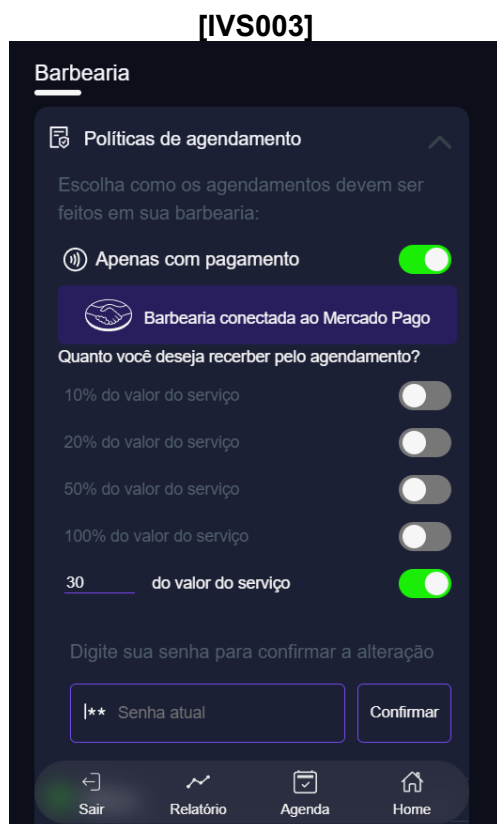 [IVS003]
Barbearia
Políticas de agendamento
Escolha como os agendamentos devem ser
feitos em sua barbearia:
Apenas com pagamento
Barbearia conectada ao Mercado Pago
Quanto você deseja recerber pelo agendamento?
10% do valor do serviço
20% do valor do serviço
50% do valor do serviço
100% do valor do serviço
30 do valor do serviço
Digite sua senha para confirmar a alteração
|** Senha atual Confirmar
Sair Relatório Agenda Home